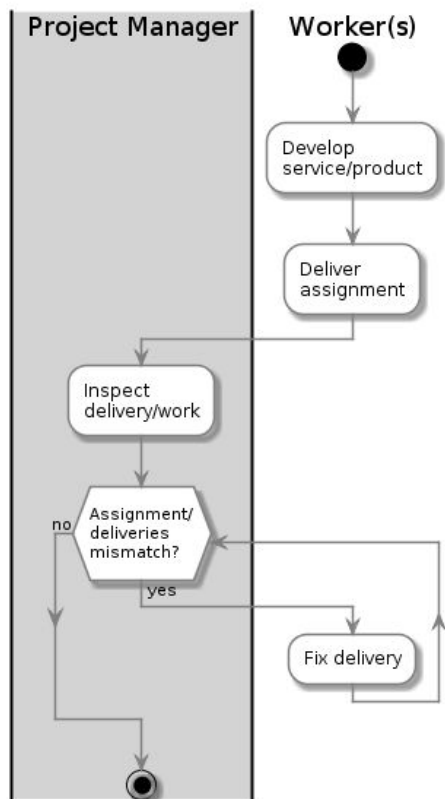 Project Manager
Worker(s)
Develop
service/product
Deliver
assignment
Inspect
delivery/work
Assignment/
deliveries
mismatch?
no
yes
Fix delivery